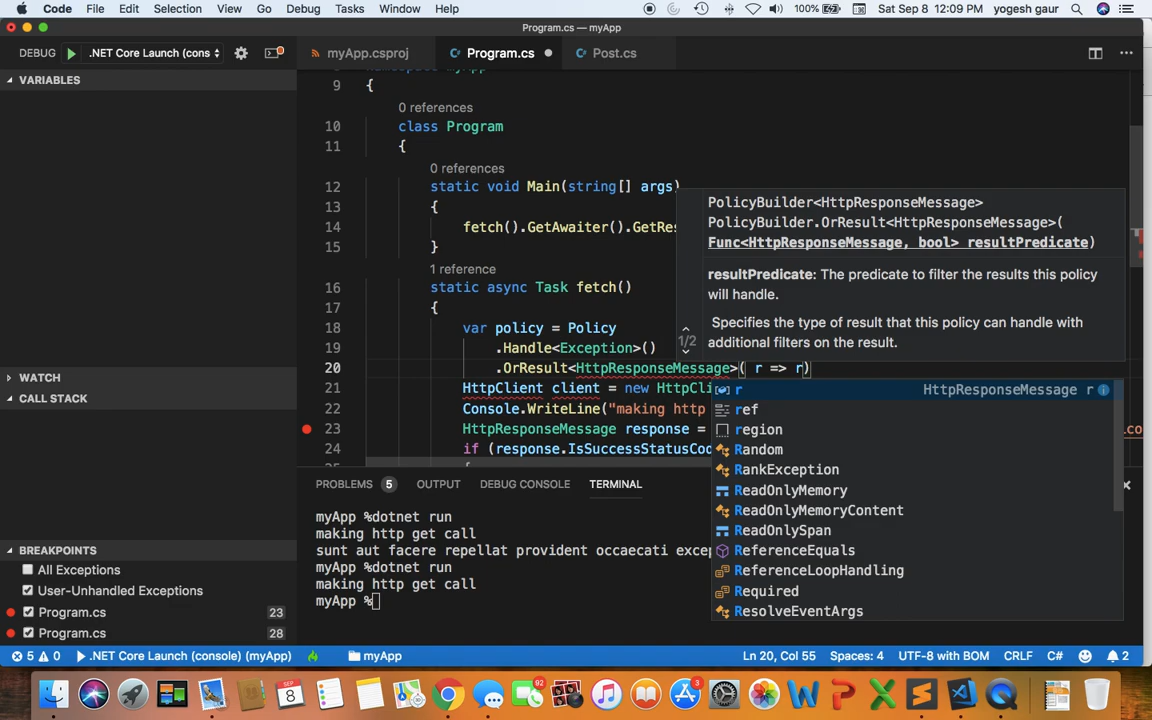 Code File Edit Selection View Go Debug Tasks Window Help 100% Sat Sep 8 12:09 PM yogesh gaur
Program.cs — myApp
DEBUG .NET Core Launch (cons
myApp.csproj Program.cs Post.cs
VARIABLES
WATCH
CALL STACK
BREAKPOINTS
All Exceptions
User-Unhandled Exceptions
Program.cs 23
Program.cs 28
9 {
0 references
10 class Program
11 {
0 references
12 static void Main(string[] args)
13 {
14 fetch().GetAwaiter().GetRes
15 }
1 reference
16 static async Task fetch()
17 {
18 var policy = Policy
19 .Handle<Exception>()
20 .OrResult<HttpResponseMessage>( r => r)
21 HttpClient client = new HttpCli
22 Console.WriteLine("making http
23 HttpResponseMessage response =
24 if (response.IsSuccessStatusCod
PolicyBuilder<HttpResponseMessage>
PolicyBuilder.OrResult<HttpResponseMessage>(
Func<HttpResponseMessage, bool> resultPredicate)
resultPredicate: The predicate to filter the results this policy
will handle.
1/2
Specifies the type of result that this policy can handle with
additional filters on the result.
r HttpResponseMessage r
ref
region
Random
RankException
ReadOnlyMemory
ReadOnlyMemoryContent
ReadOnlySpan
ReferenceEquals
ReferenceLoopHandling
Required
ResolveEventArgs
PROBLEMS 5 OUTPUT DEBUG CONSOLE TERMINAL
myApp %dotnet run
making http get call
sunt aut facere repellat provident occaecati excep
myApp %dotnet run
making http get call
myApp %
5 0 .NET Core Launch (console) (myApp) myApp Ln 20, Col 55 Spaces: 4 UTF-8 with BOM CRLF C# 2